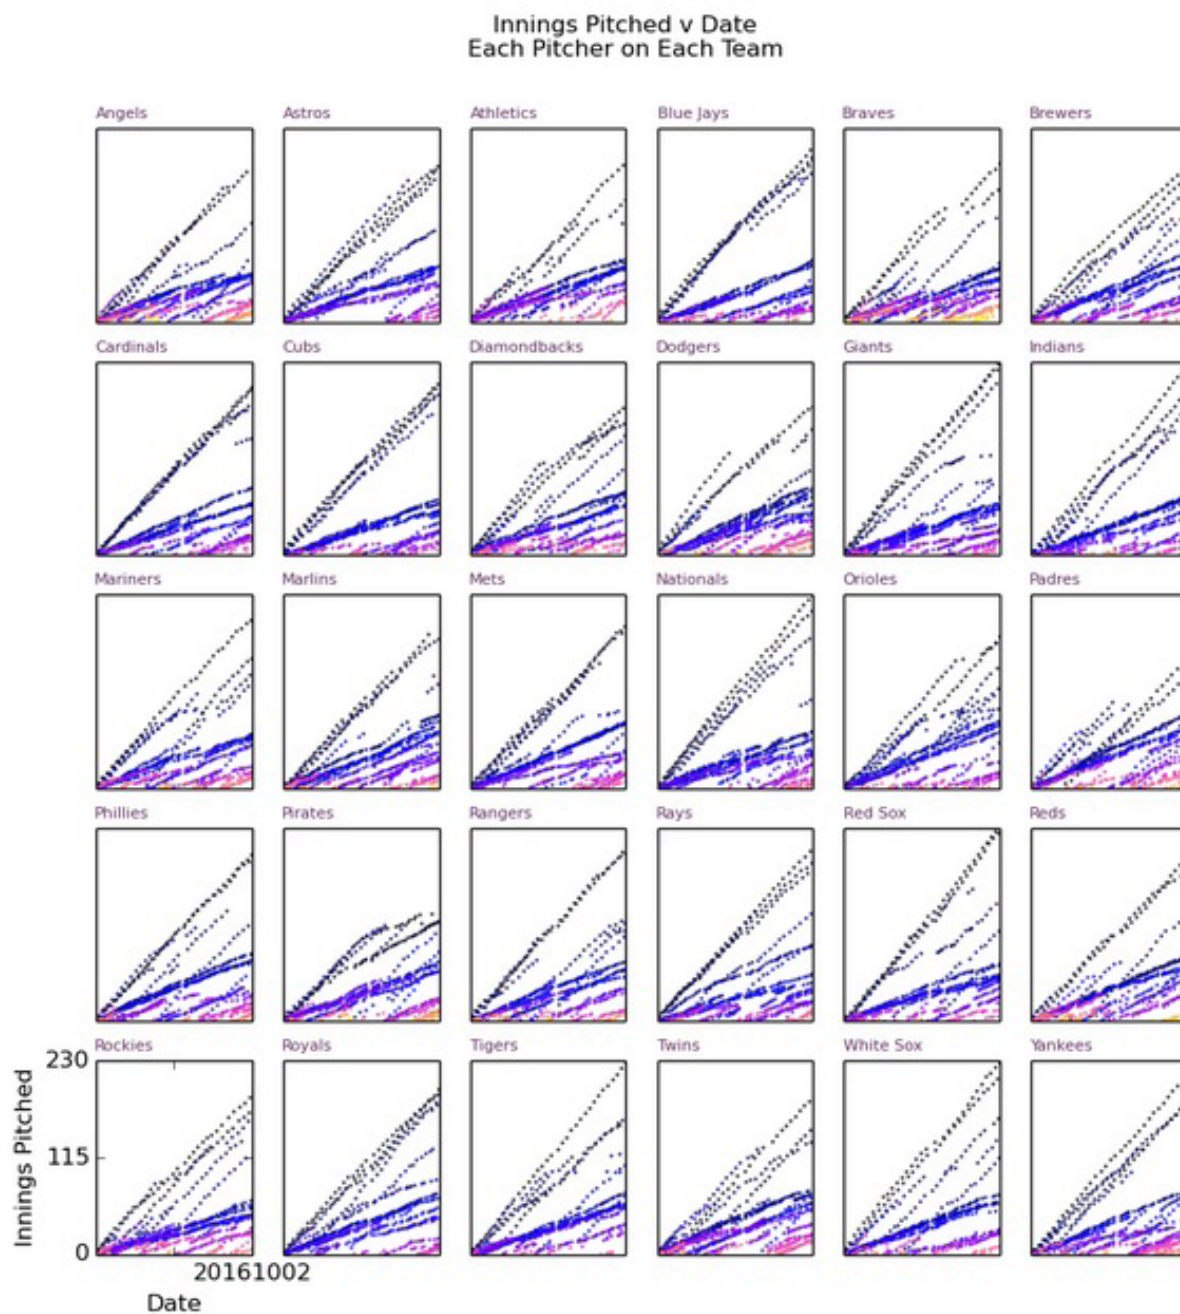 Innings Pitched v Date
Each Pitcher on Each Team
Angels
Astros
Athletics
Blue Jays
Braves
Brewers
Cardinals
Cubs
Diamondbacks
Dodgers
Giants
Indians
Mariners
Marlins
Mets
Nationals
Orioles
Padres
Phillies
Pirates
Rangers
Rays
Red Sox
Reds
Rockies
Royals
Tigers
Twins
White Sox
Yankees
230
115
0
Innings Pitched
20161002
Date